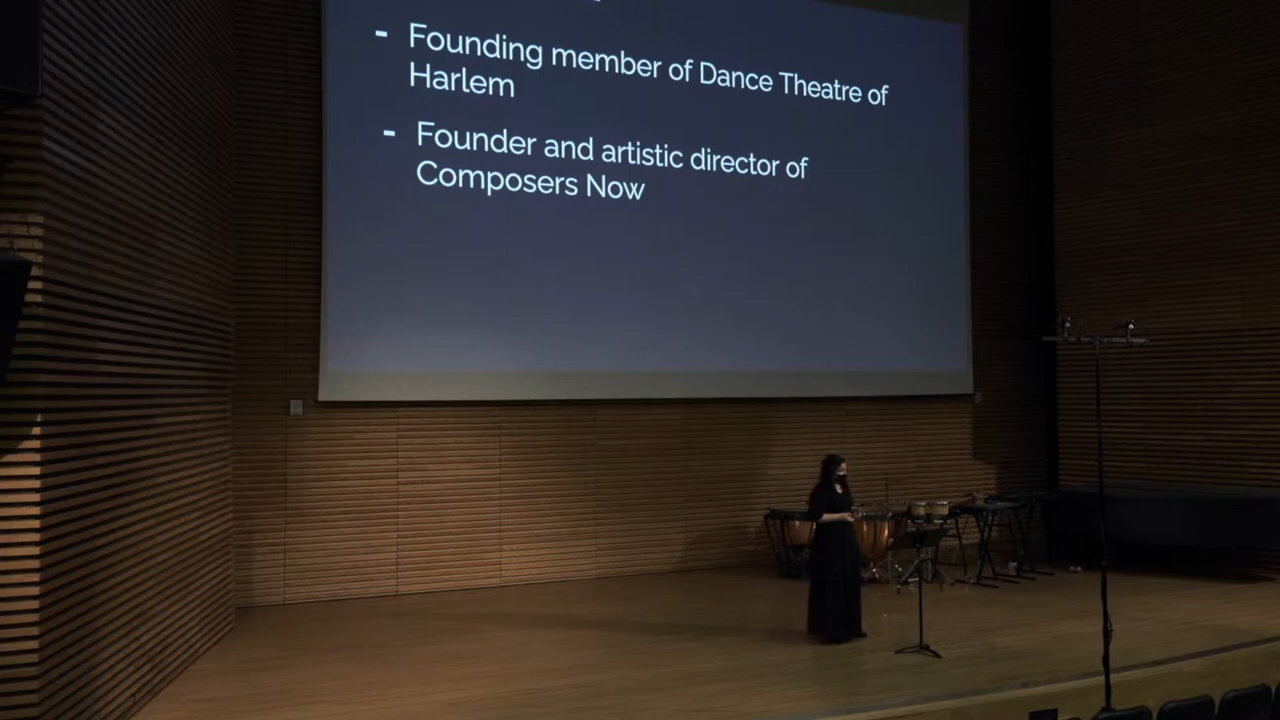 - Founding member of Dance Theatre of
Harlem
- Founder and artistic director of
Composers Now